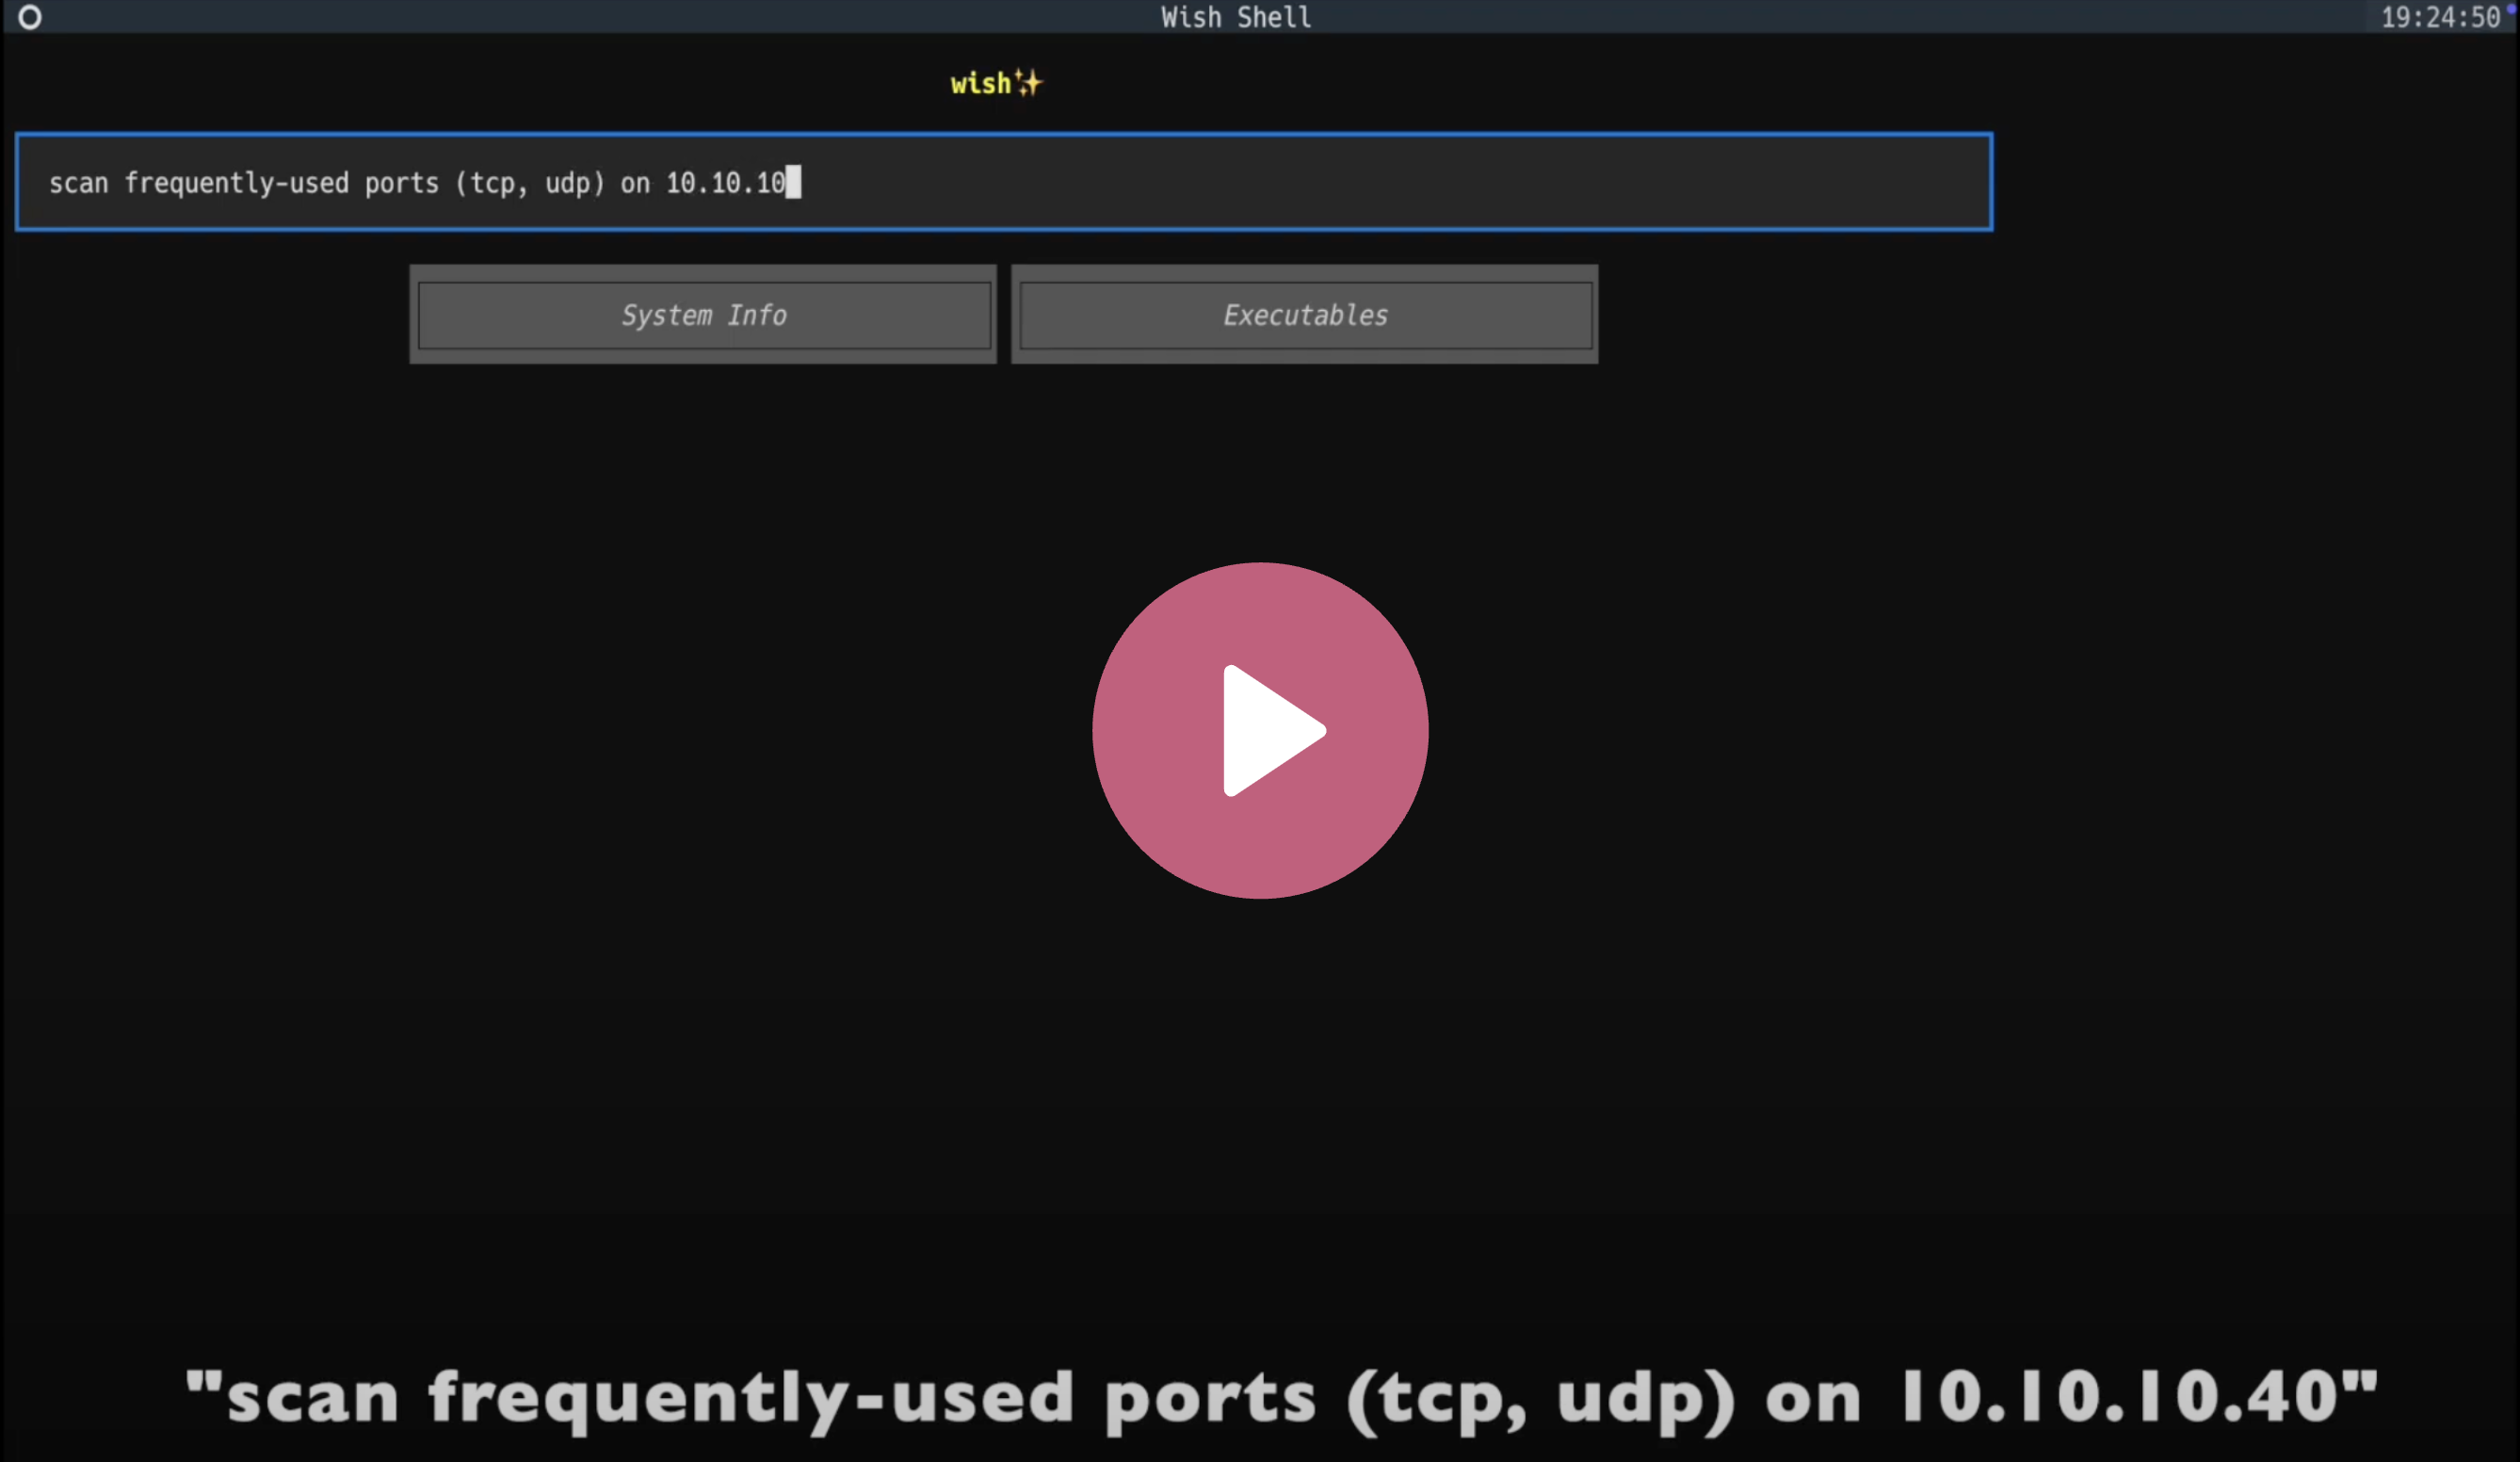 Wish Shell
19:24:50
wish✨
scan frequently-used ports (tcp, udp) on 10.10.10
System Info
Executables
"scan frequently-used ports (tcp, udp) on 10.10.10.40"